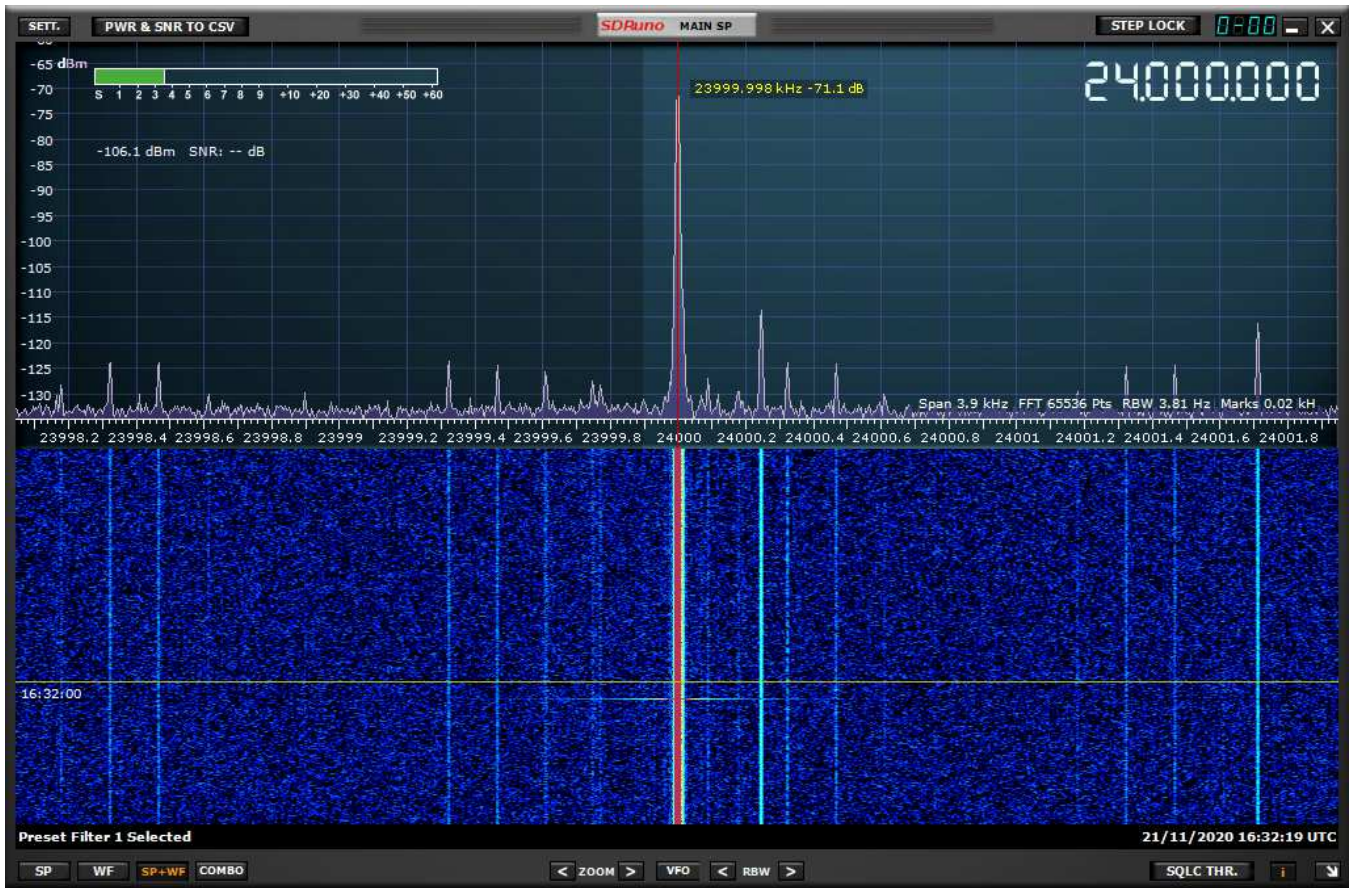 SETT. PWR & SNR TO CSV SDRuno MAIN SP STEP LOCK 0-00 X
-65 dBm
S 1 2 3 4 5 6 7 8 9 +10 +20 +30 +40 +50 +60
23999.998 kHz -71.1 dB
24.000.000
-70
-75
-80
-106.1 dBm SNR: -- dB
-85
-90
-95
-100
-105
-110
-115
-120
-125
-130
Span 3.9 kHz FFT 65536 Pts RBW 3.81 Hz Marks 0.02 kH
23998.2 23998.4 23998.6 23998.8 23999 23999.2 23999.4 23999.6 23999.8 24000 24000.2 24000.4 24000.6 24000.8 24001 24001.2 24001.4 24001.6 24001.8
16:32:00
Preset Filter 1 Selected 21/11/2020 16:32:19 UTC
SP WF SP+WF COMBO < ZOOM > VFO < RBW > SQLC THR. i